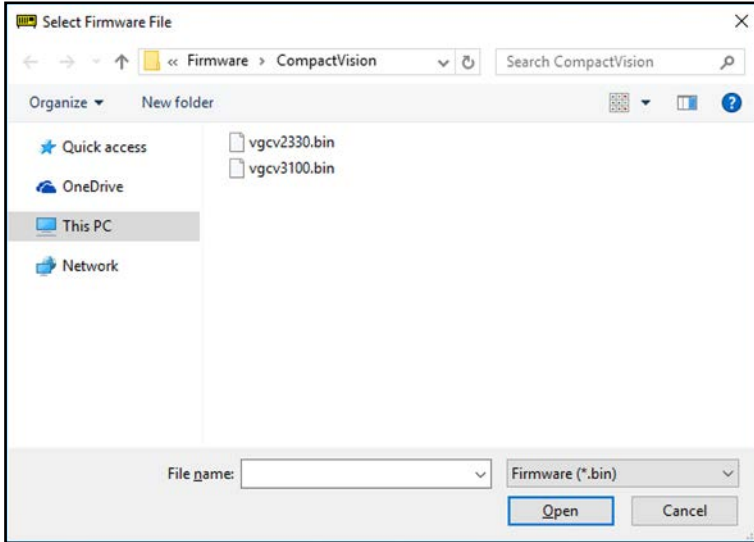 Select Firmware File
« Firmware > CompactVision
Search CompactVision
Organize
New folder
Quick access
OneDrive
This PC
Network
vgcv2330.bin
vgcv3100.bin
File name:
Firmware (*.bin)
Open
Cancel